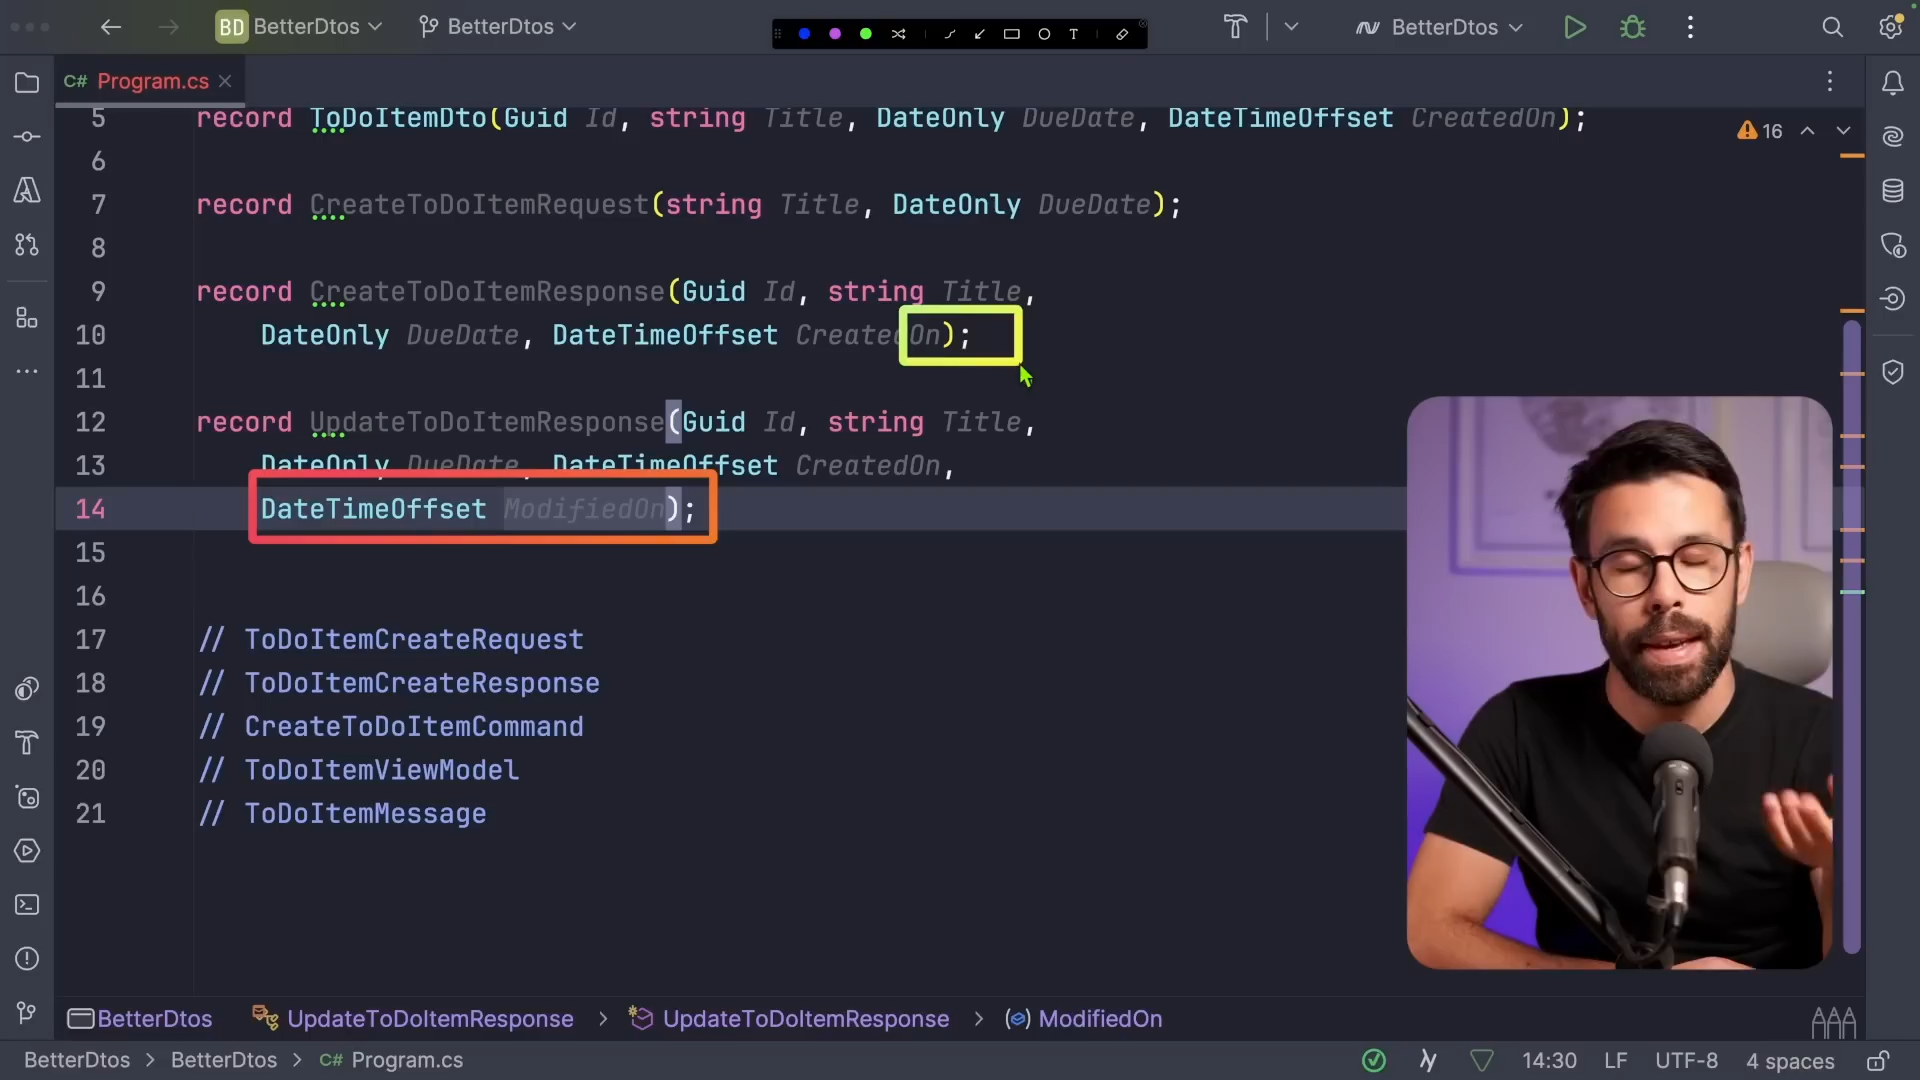 BD BetterDtos BetterDtos BetterDtos
C# Program.cs
16
5 record ToDoItemDto(Guid Id, string Title, DateOnly DueDate, DateTimeOffset CreatedOn);
6
7 record CreateToDoItemRequest(string Title, DateOnly DueDate);
8
9 record CreateToDoItemResponse(Guid Id, string Title,
10 DateOnly DueDate, DateTimeOffset CreatedOn);
11
12 record UpdateToDoItemResponse(Guid Id, string Title,
13 DateOnly DueDate, DateTimeOffset CreatedOn,
14 DateTimeOffset ModifiedOn);
15
16
17 // ToDoItemCreateRequest
18 // ToDoItemCreateResponse
19 // CreateToDoItemCommand
20 // ToDoItemViewModel
21 // ToDoItemMessage
BetterDtos UpdateToDoItemResponse > UpdateToDoItemResponse > ModifiedOn
BetterDtos > BetterDtos > C# Program.cs 14:30 LF UTF-8 4 spaces